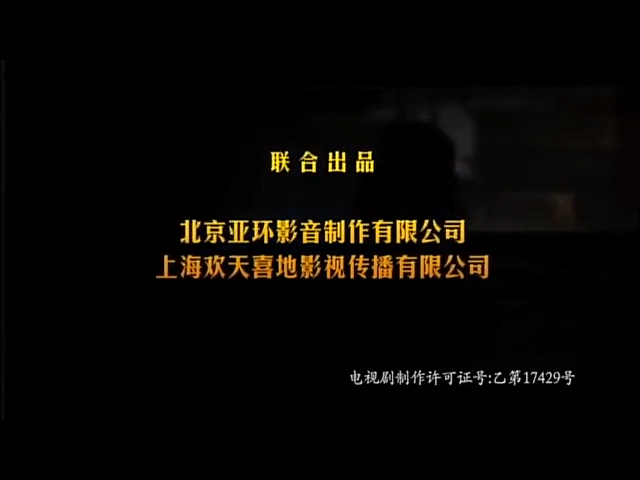 联合出品
北京亚环影音制作有限公司
上海欢天喜地影视传播有限公司
电视剧制作许可证号:乙第17429号